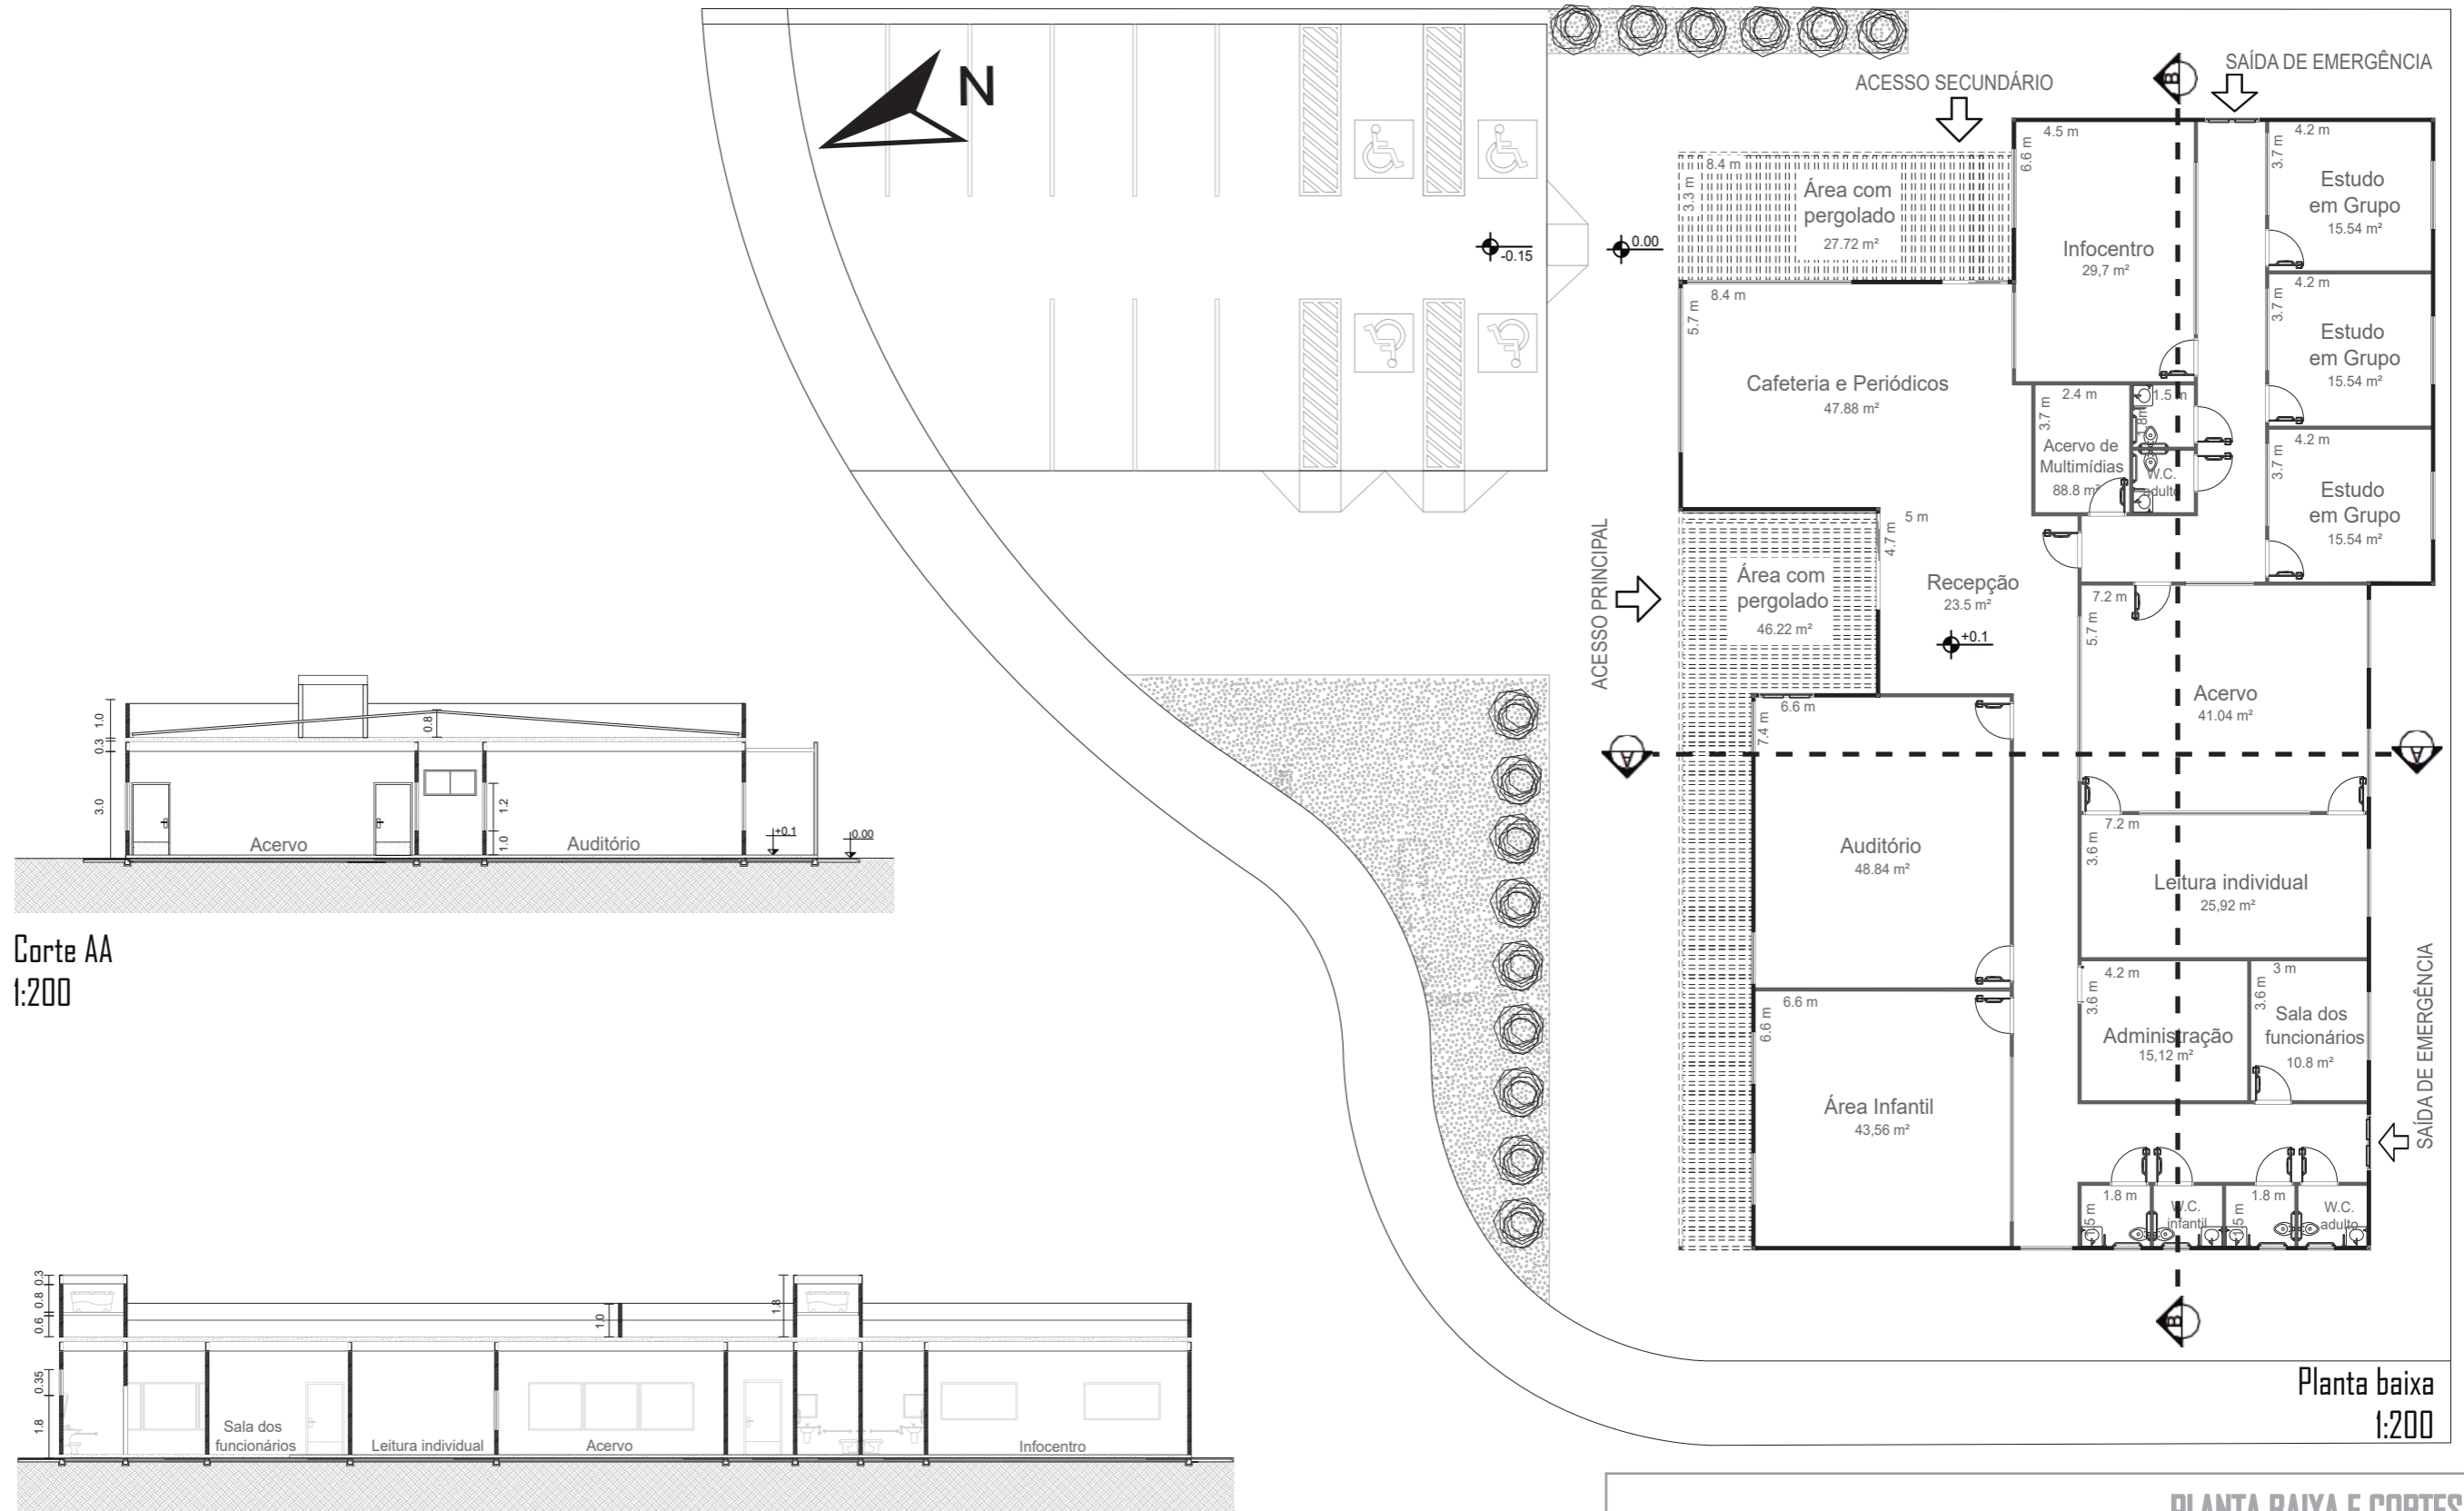 N
ACESSO SECUNDÁRIO
SAÍDA DE EMERGÊNCIA
B
-0.15
0.00
8.4 m
3.3 m
Área com
pergolado
27.72 m²
4.5 m
6.6 m
Infocentro
29,7 m²
4.2 m
3.7 m
Estudo
em Grupo
15.54 m²
4.2 m
3.7 m
Estudo
em Grupo
15.54 m²
4.2 m
3.7 m
Estudo
em Grupo
15.54 m²
8.4 m
5.7 m
Cafeteria e Periódicos
47.88 m²
2.4 m
3.7 m
Acervo de
Multimídias
88.8 m²
1.5 m
1.8m
W.C.
adulto
ACESSO PRINCIPAL
Área com
pergolado
46.22 m²
5 m
4.7 m
Recepção
23.5 m²
+0.1
7.2 m
5.7 m
Acervo
41.04 m²
A
A
6.6 m
7.4 m
Auditório
48.84 m²
7.2 m
3.6 m
Leitura individual
25,92 m²
4.2 m
3.6 m
Administração
15,12 m²
3 m
3.6 m
Sala dos
funcionários
10.8 m²
SAÍDA DE EMERGÊNCIA
6.6 m
6.6 m
Área Infantil
43,56 m²
1.8 m
W.C.
infantil
1.8 m
W.C.
adulto
B
Planta baixa
1:200
1.0
0.3
3.0
0.8
1.2
1.0
+0.1
0.00
Acervo
Auditório
Corte AA
1:200
0.3
0.8
0.6
0.35
1.8
1.0
1.8
Sala dos
funcionários
Leitura individual
Acervo
Infocentro
PLANTA BAIXA E CORTES